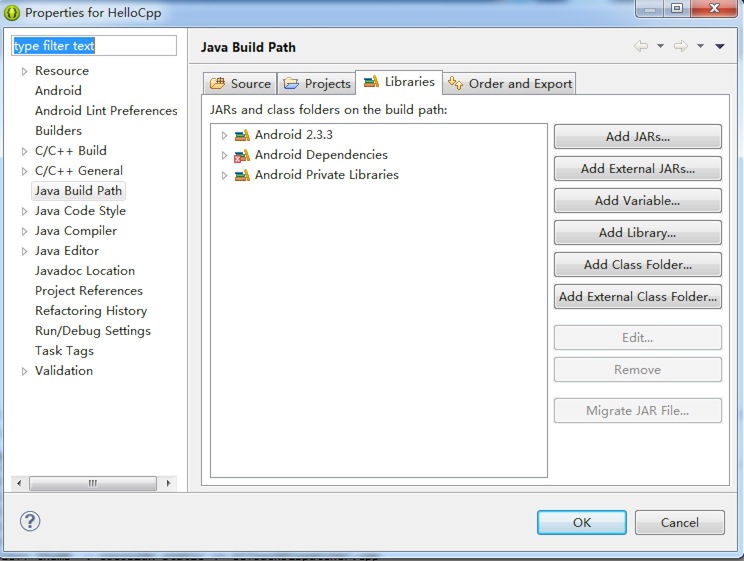 Properties for HelloCpp
type filter text
Resource
Android
Android Lint Preferences
Builders
C/C++ Build
C/C++ General
Java Build Path
Java Code Style
Java Compiler
Java Editor
Javadoc Location
Project References
Refactoring History
Run/Debug Settings
Task Tags
Validation
Java Build Path
Source Projects Libraries Order and Export
JARs and class folders on the build path:
Android 2.3.3
Android Dependencies
Android Private Libraries
Add JARs...
Add External JARs...
Add Variable...
Add Library...
Add Class Folder...
Add External Class Folder...
Edit...
Remove
Migrate JAR File...
?
OK Cancel